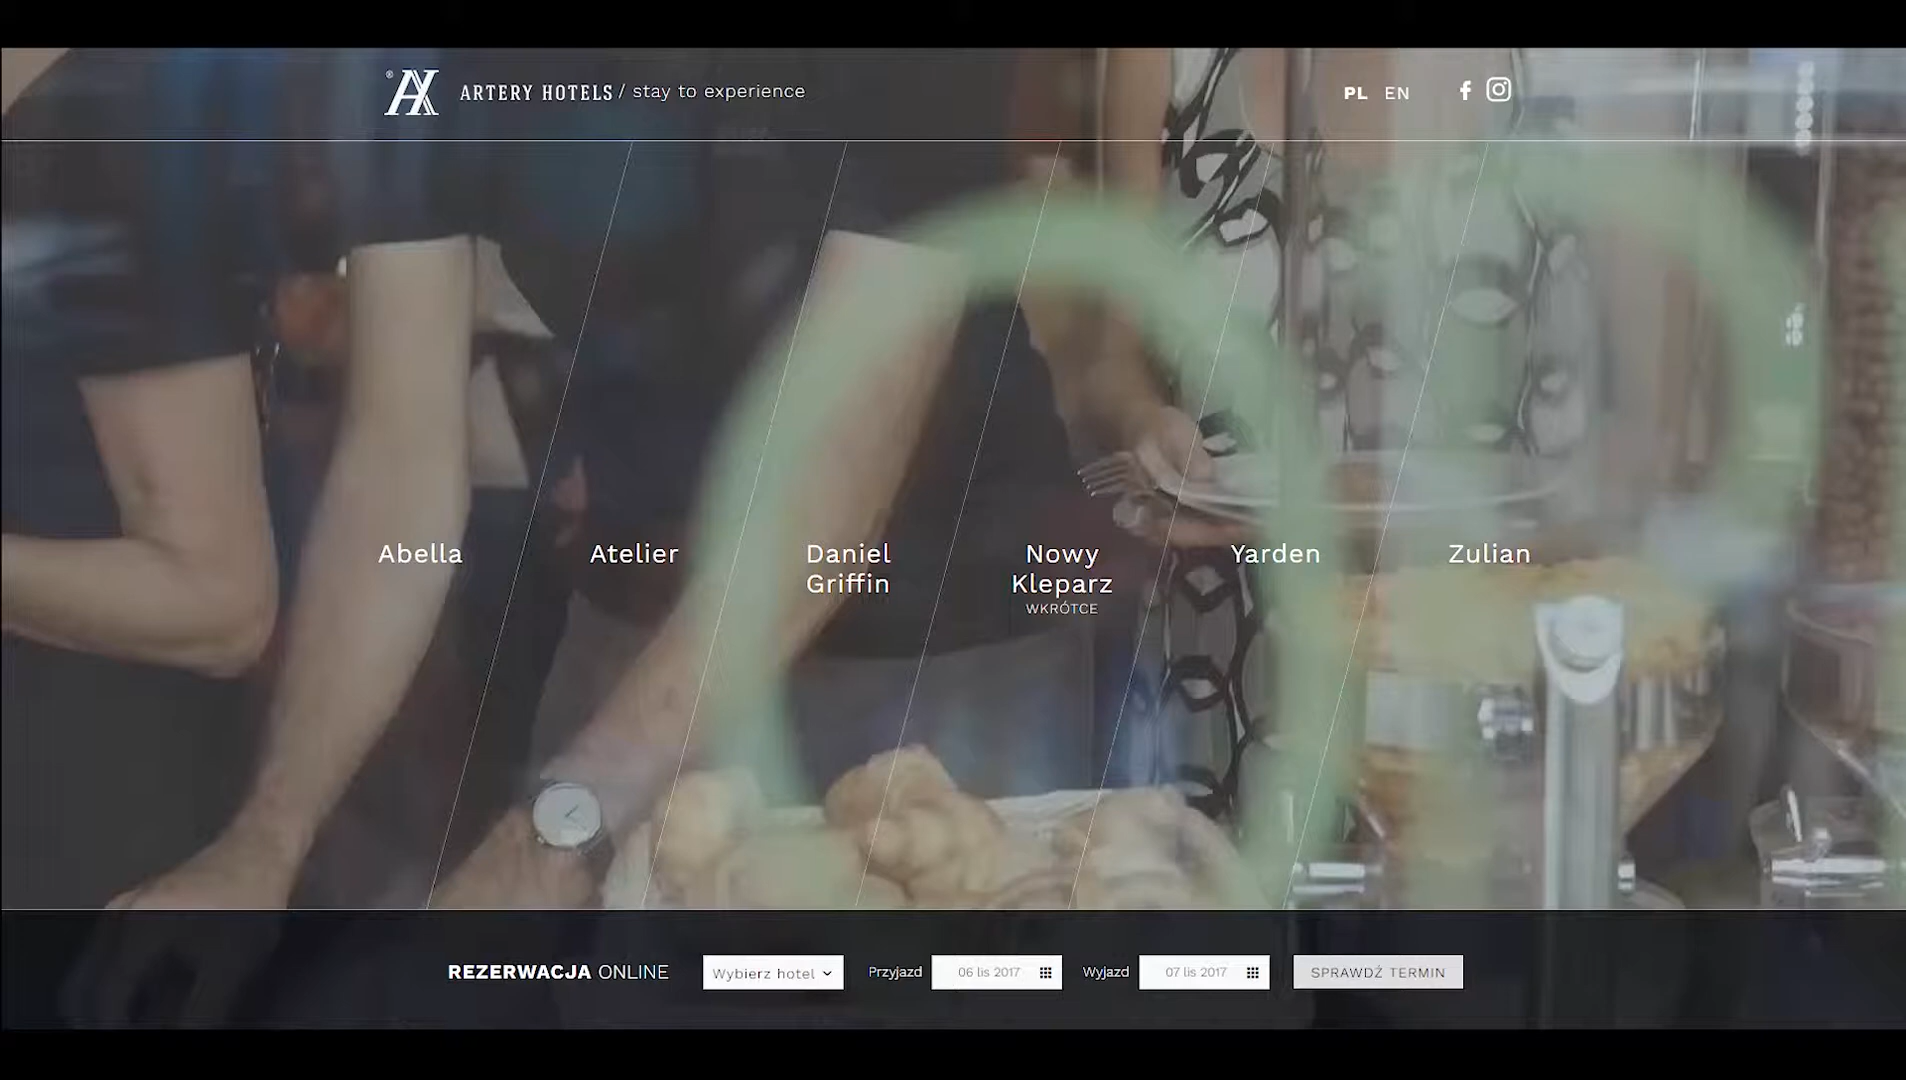 ARTERY HOTELS / stay to experience
PL EN
Abella
Atelier
Daniel
Griffin
Nowy
Kleparz
WKRÓTCE
Yarden
Zulian
REZERWACJA ONLINE
Wybierz hotel
Przyjazd
06 lis 2017
Wyjazd
07 lis 2017
SPRAWDŹ TERMIN